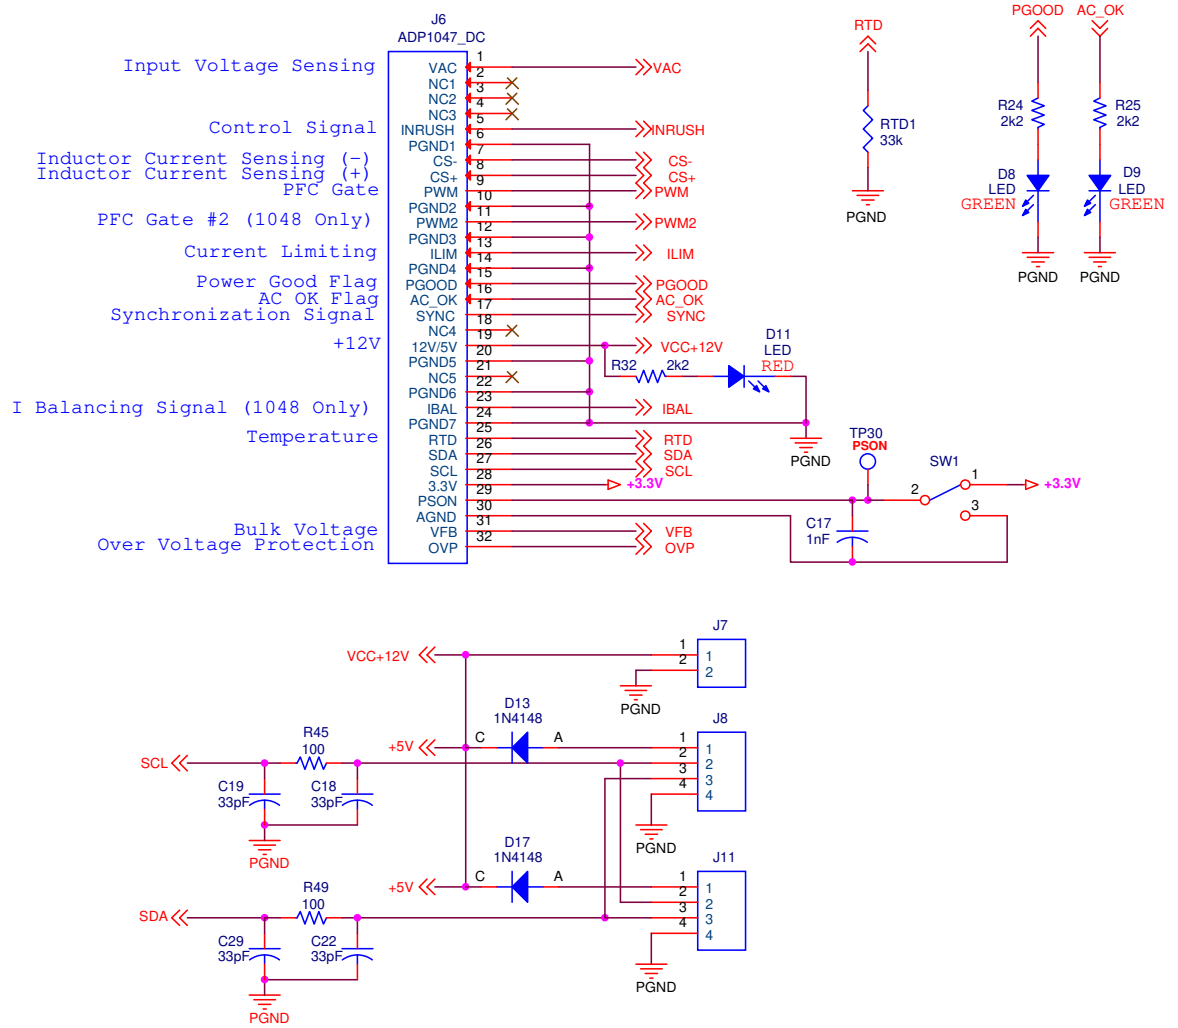 J6
ADP1047_DC
Input Voltage Sensing VAC 1 VAC
NC1 2
NC2 3
NC3 4
Control Signal INRUSH 5 INRUSH
PGND1 6
Inductor Current Sensing (-) CS- 7 CS-
Inductor Current Sensing (+) CS+ 8 CS+
PFC Gate PWM 9 PWM
PGND2 10
PFC Gate #2 (1048 Only) PWM2 11 PWM2
PGND3 12
Current Limiting ILIM 13 ILIM
PGND4 14
Power Good Flag PGOOD 15 PGOOD
AC OK Flag AC_OK 16 AC_OK
Synchronization Signal SYNC 17 SYNC
NC4 18
+12V 12V/5V 19 VCC+12V
PGND5 20
NC5 21
PGND6 22
I Balancing Signal (1048 Only) IBAL 23 IBAL
PGND7 24
Temperature RTD 25 RTD
SDA 26 SDA
SCL 27 SCL
3.3V 28 +3.3V
PSON 29
AGND 30
Bulk Voltage VFB 31 VFB
Over Voltage Protection OVP 32 OVP
R32 2k2
D11
LED
RED
PGND
RTD
RTD1
33k
PGND
PGOOD
R24
2k2
D8
LED
GREEN
PGND
AC_OK
R25
2k2
D9
LED
GREEN
PGND
TP30
PSON
SW1
2
1
3
+3.3V
C17
1nF
VCC+12V
J7
1 1
2 2
PGND
+5V
D13
1N4148
C A
J8
1 1
2 2
3 3
4 4
PGND
SCL
R45
100
C19
33pF
C18
33pF
PGND
+5V
D17
1N4148
C A
J11
1 1
2 2
3 3
4 4
PGND
SDA
R49
100
C29
33pF
C22
33pF
PGND